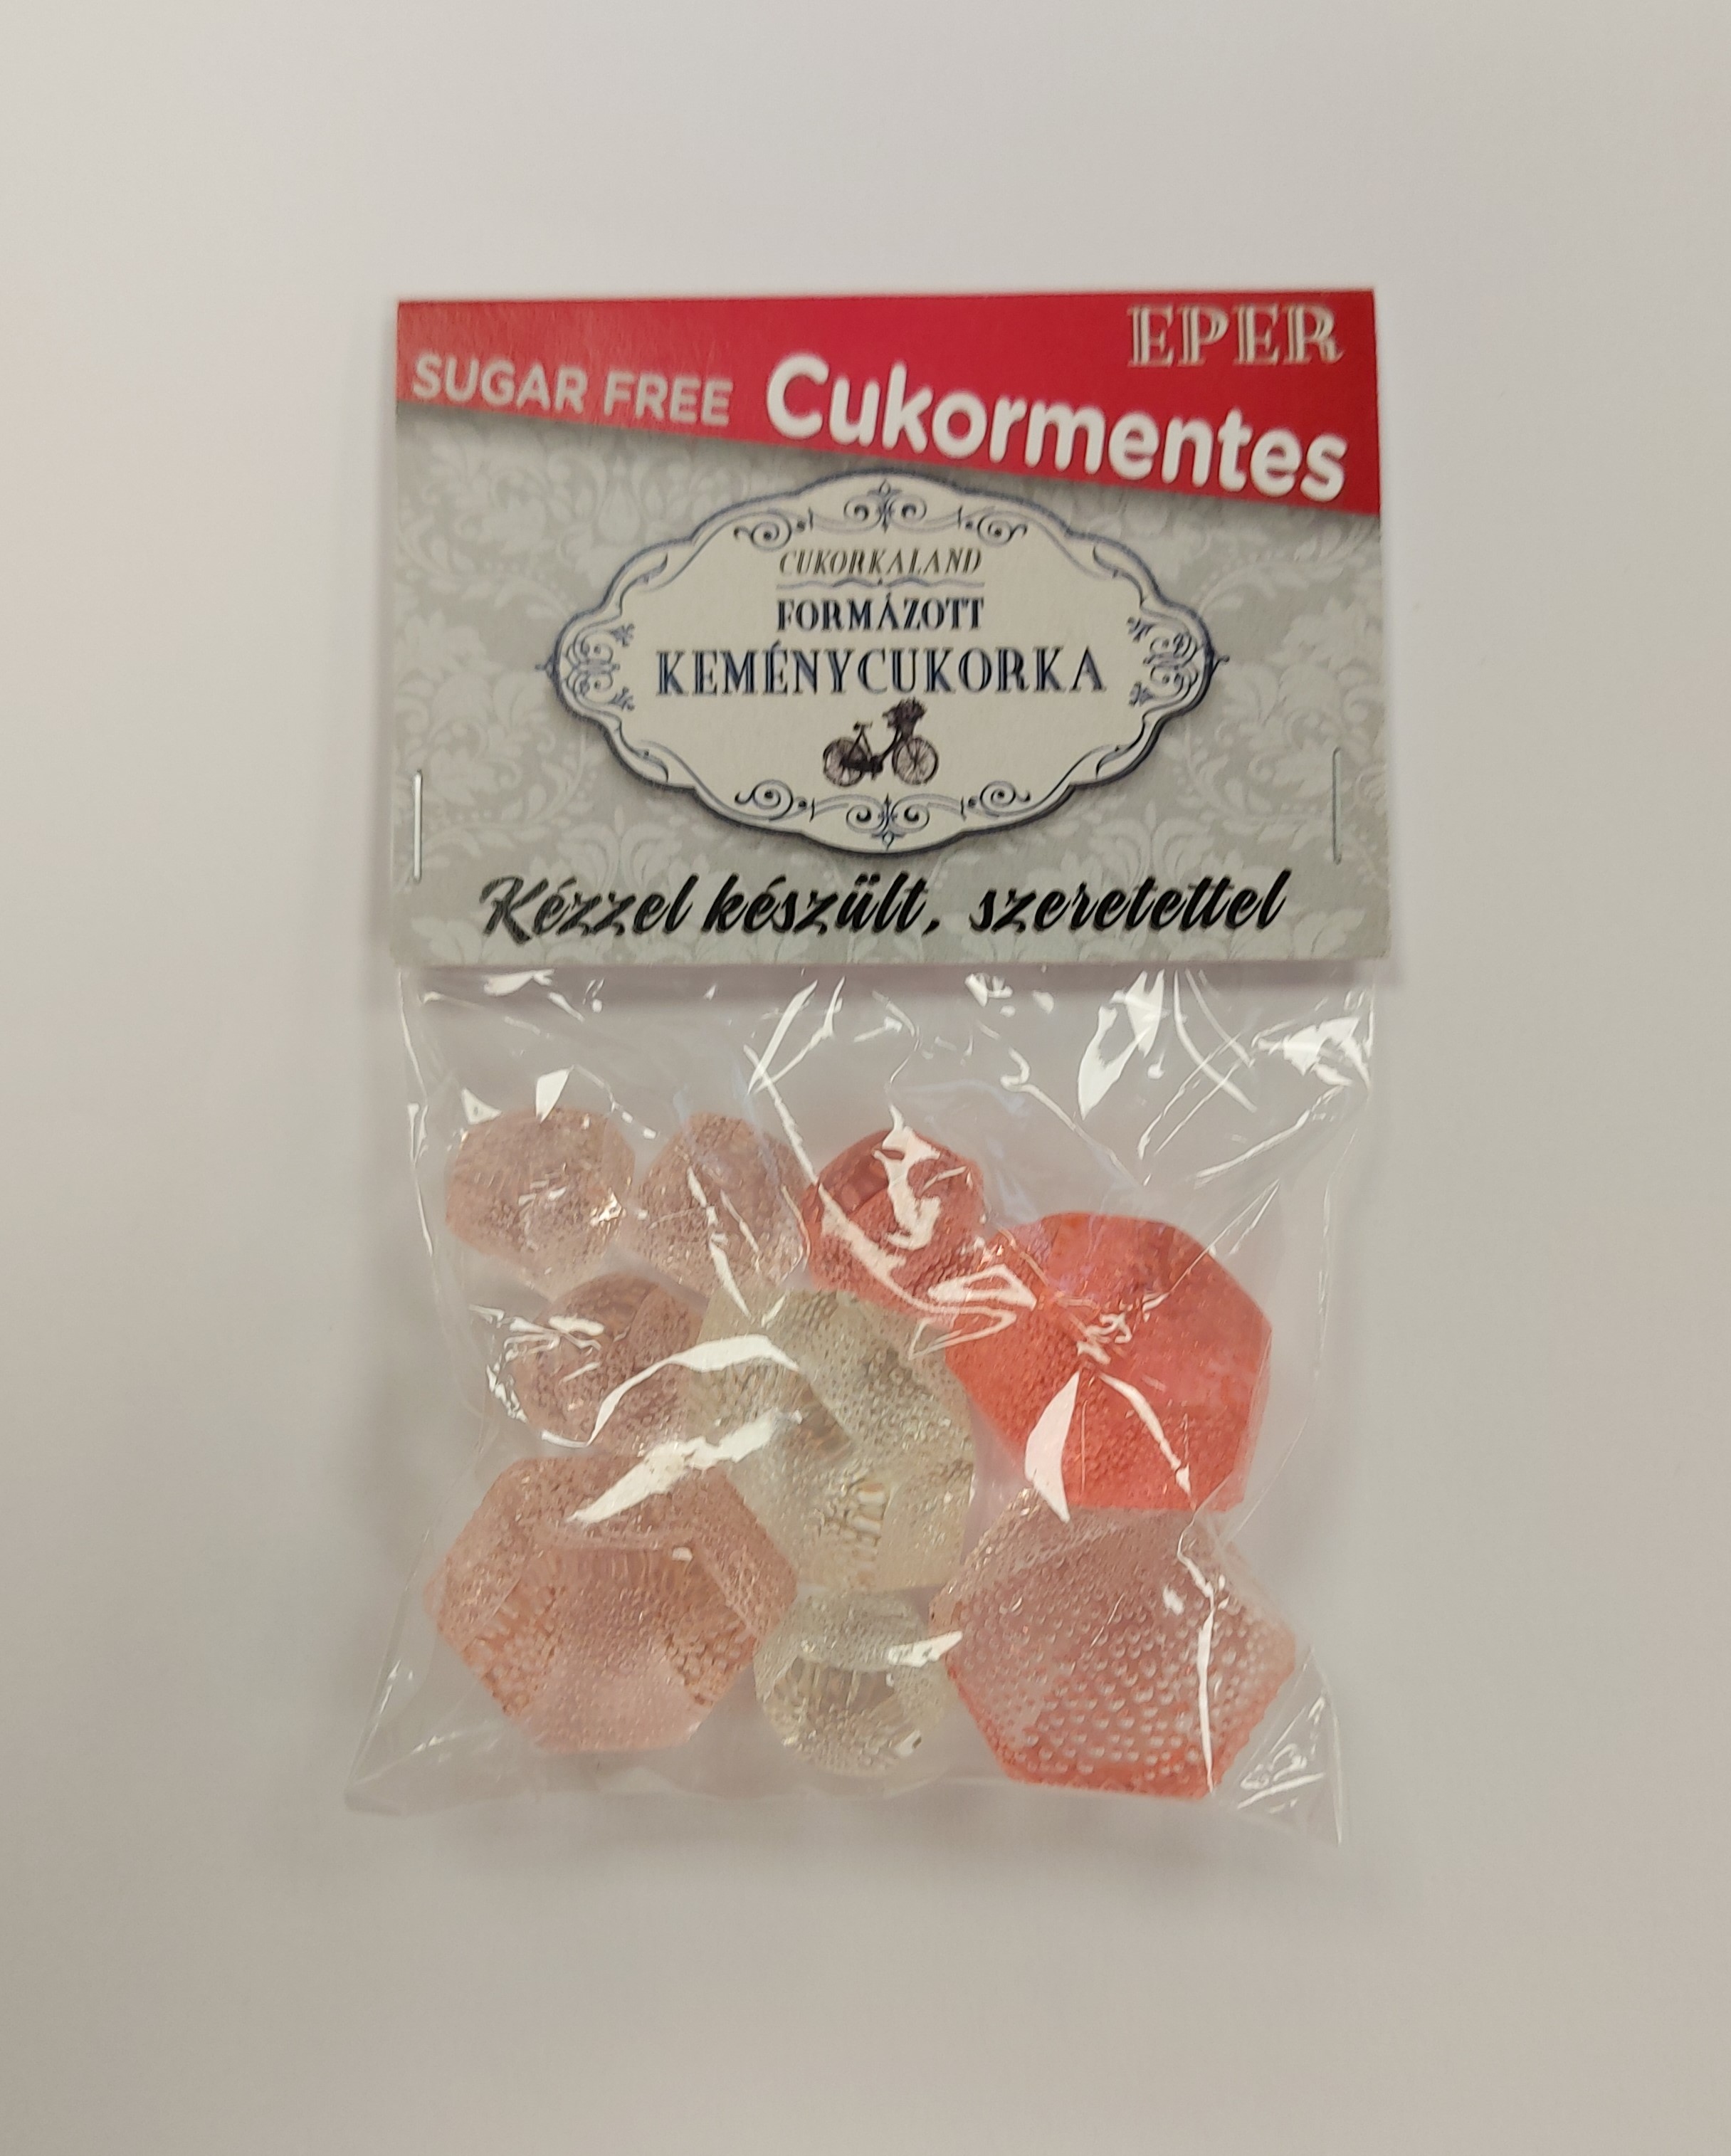 EPER
SUGAR FREE Cukormentes
CUKORKALAND
FORMÁZOTT
KEMÉNYCUKORKA
Kézzel készült, szeretettel